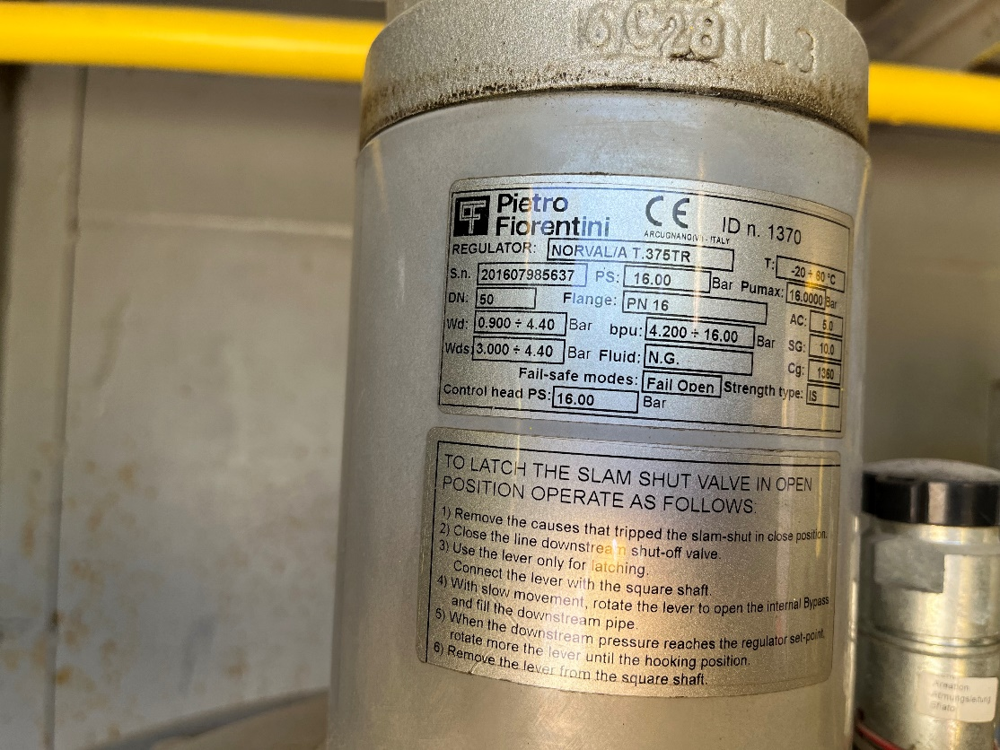 6C28 L3
Pietro
Fiorentini
CE
ARCUGNANO(VI) - ITALY
ID n. 1370
REGULATOR: NORVAL/A T.375TR T: -20 ÷ 60 °C
S.n. 201607985637 PS: 16.00 Bar Pumax: 16.0000 Bar
DN: 50 Flange: PN 16 AC: 5.0
Wd: 0.900 ÷ 4.40 Bar bpu: 4.200 ÷ 16.00 Bar SG: 10.0
Wds: 3.000 ÷ 4.40 Bar Fluid: N.G. Cg: 1360
Fail-safe modes: Fail Open Strength type: IS
Control head PS: 16.00 Bar
TO LATCH THE SLAM SHUT VALVE IN OPEN
POSITION OPERATE AS FOLLOWS:
1) Remove the causes that tripped the slam-shut in close position.
2) Close the line downstream shut-off valve.
3) Use the lever only for latching.
Connect the lever with the square shaft.
4) With slow movement, rotate the lever to open the internal Bypass
and fill the downstream pipe.
5) When the downstream pressure reaches the regulator set-point,
rotate more the lever until the hooking position.
6) Remove the lever from the square shaft.
Atmungsleitung